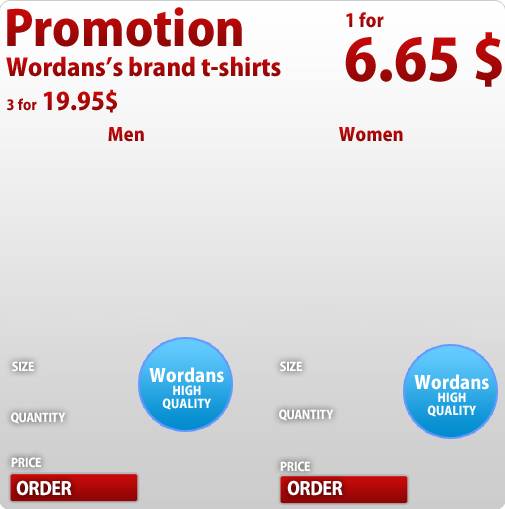 Promotion
1 for
6.65 $
Wordans's brand t-shirts
3 for 19.95$
Men
Women
SIZE
Wordans
HIGH
QUALITY
QUANTITY
PRICE
ORDER
SIZE
Wordans
HIGH
QUALITY
QUANTITY
PRICE
ORDER